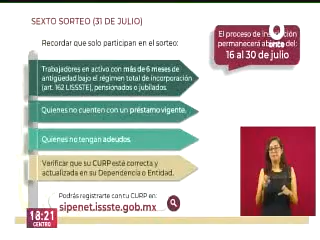 SEXTO SORTEO (31 DE JULIO)
Recordar que solo participan en el sorteo:
El proceso de
permanecerá del:
16 al 30 de julio
Trabajadores en activo con más de 6 meses de
antigüedad bajo el régimen total de incorporación
(art. 162 LISSSTE), pensionados o jubilados.
Quienes no cuenten con un préstamo vigente.
Quienes no tengan adeudos.
Verificar que su CURP esté correcta y
actualizada en su Dependencia o Entidad.
Podrás registrarte con tu CURP en:
sipenet.issste.gob.mx
18:21
CENTRO